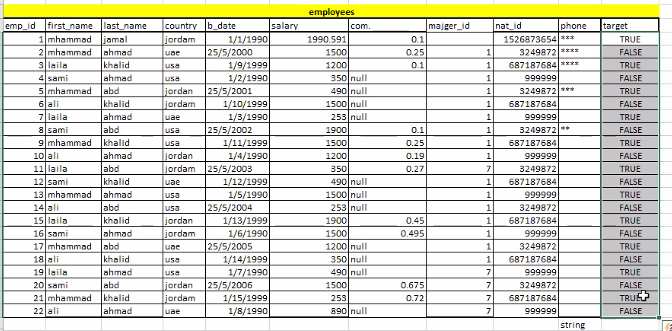 employees
emp_id first_name last_name country b_date salary com. majger_id nat_id phone target
1 mhammad jamal jordam 1/1/1990 1990.591 0.1 1526873654 *** TRUE
2 mhammad ahmad uae 25/5/2000 1500 0.25 1 3249872 **** FALSE
3 laila khalid usa 1/9/1990 1200 0.1 1 687187684 **** TRUE
4 sami ahmad usa 1/2/1990 350 null 1 999999 FALSE
5 mhammad abd jordan 25/5/2001 490 null 1 3249872 *** TRUE
6 ali khalid jordam 1/10/1990 1500 null 1 687187684 FALSE
7 laila ahmad uae 1/3/1990 253 null 1 999999 TRUE
8 sami abd usa 25/5/2002 1900 0.1 1 3249872 ** FALSE
9 mhammad khalid usa 1/11/1990 1500 0.25 1 687187684 TRUE
10 ali ahmad jordan 1/4/1990 1200 0.19 1 999999 FALSE
11 laila abd jordam 25/5/2003 350 0.27 7 3249872 TRUE
12 sami khalid uae 1/12/1990 490 null 1 687187684 FALSE
13 mhammad ahmad usa 1/5/1990 1500 null 1 999999 TRUE
14 ali abd usa 25/5/2004 253 null 1 3249872 FALSE
15 laila khalid jordan 1/13/1990 1900 0.45 1 687187684 TRUE
16 sami ahmad jordam 1/6/1990 1500 0.495 1 999999 FALSE
17 mhammad abd uae 25/5/2005 1200 null 1 3249872 TRUE
18 ali khalid usa 1/14/1990 350 null 1 687187684 FALSE
19 laila ahmad usa 1/7/1990 490 null 7 999999 TRUE
20 sami abd jordan 25/5/2006 1500 0.675 7 3249872 FALSE
21 mhammad khalid jordam 1/15/1990 253 0.72 7 687187684 TRUE
22 ali ahmad uae 1/8/1990 890 null 7 999999 FALSE
string